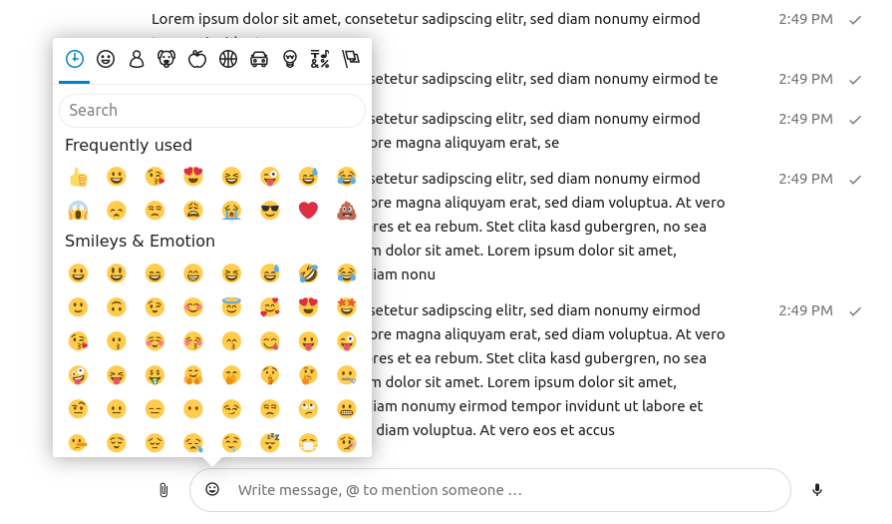 Lorem ipsum dolor sit amet, consetetur sadipscing elitr, sed diam nonumy eirmod 2:49 PM
Search
setetur sadipscing elitr, sed diam nonumy eirmod te 2:49 PM
setetur sadipscing elitr, sed diam nonumy eirmod 2:49 PM
ore magna aliquyam erat, se
Frequently used
setetur sadipscing elitr, sed diam nonumy eirmod 2:49 PM
ore magna aliquyam erat, sed diam voluptua. At vero
res et ea rebum. Stet clita kasd gubergren, no sea
Smileys & Emotion
m dolor sit amet. Lorem ipsum dolor sit amet,
iam nonu
setetur sadipscing elitr, sed diam nonumy eirmod 2:49 PM
ore magna aliquyam erat, sed diam voluptua. At vero
res et ea rebum. Stet clita kasd gubergren, no sea
m dolor sit amet. Lorem ipsum dolor sit amet,
iam nonumy eirmod tempor invidunt ut labore et
diam voluptua. At vero eos et accus
Write message, @ to mention someone …